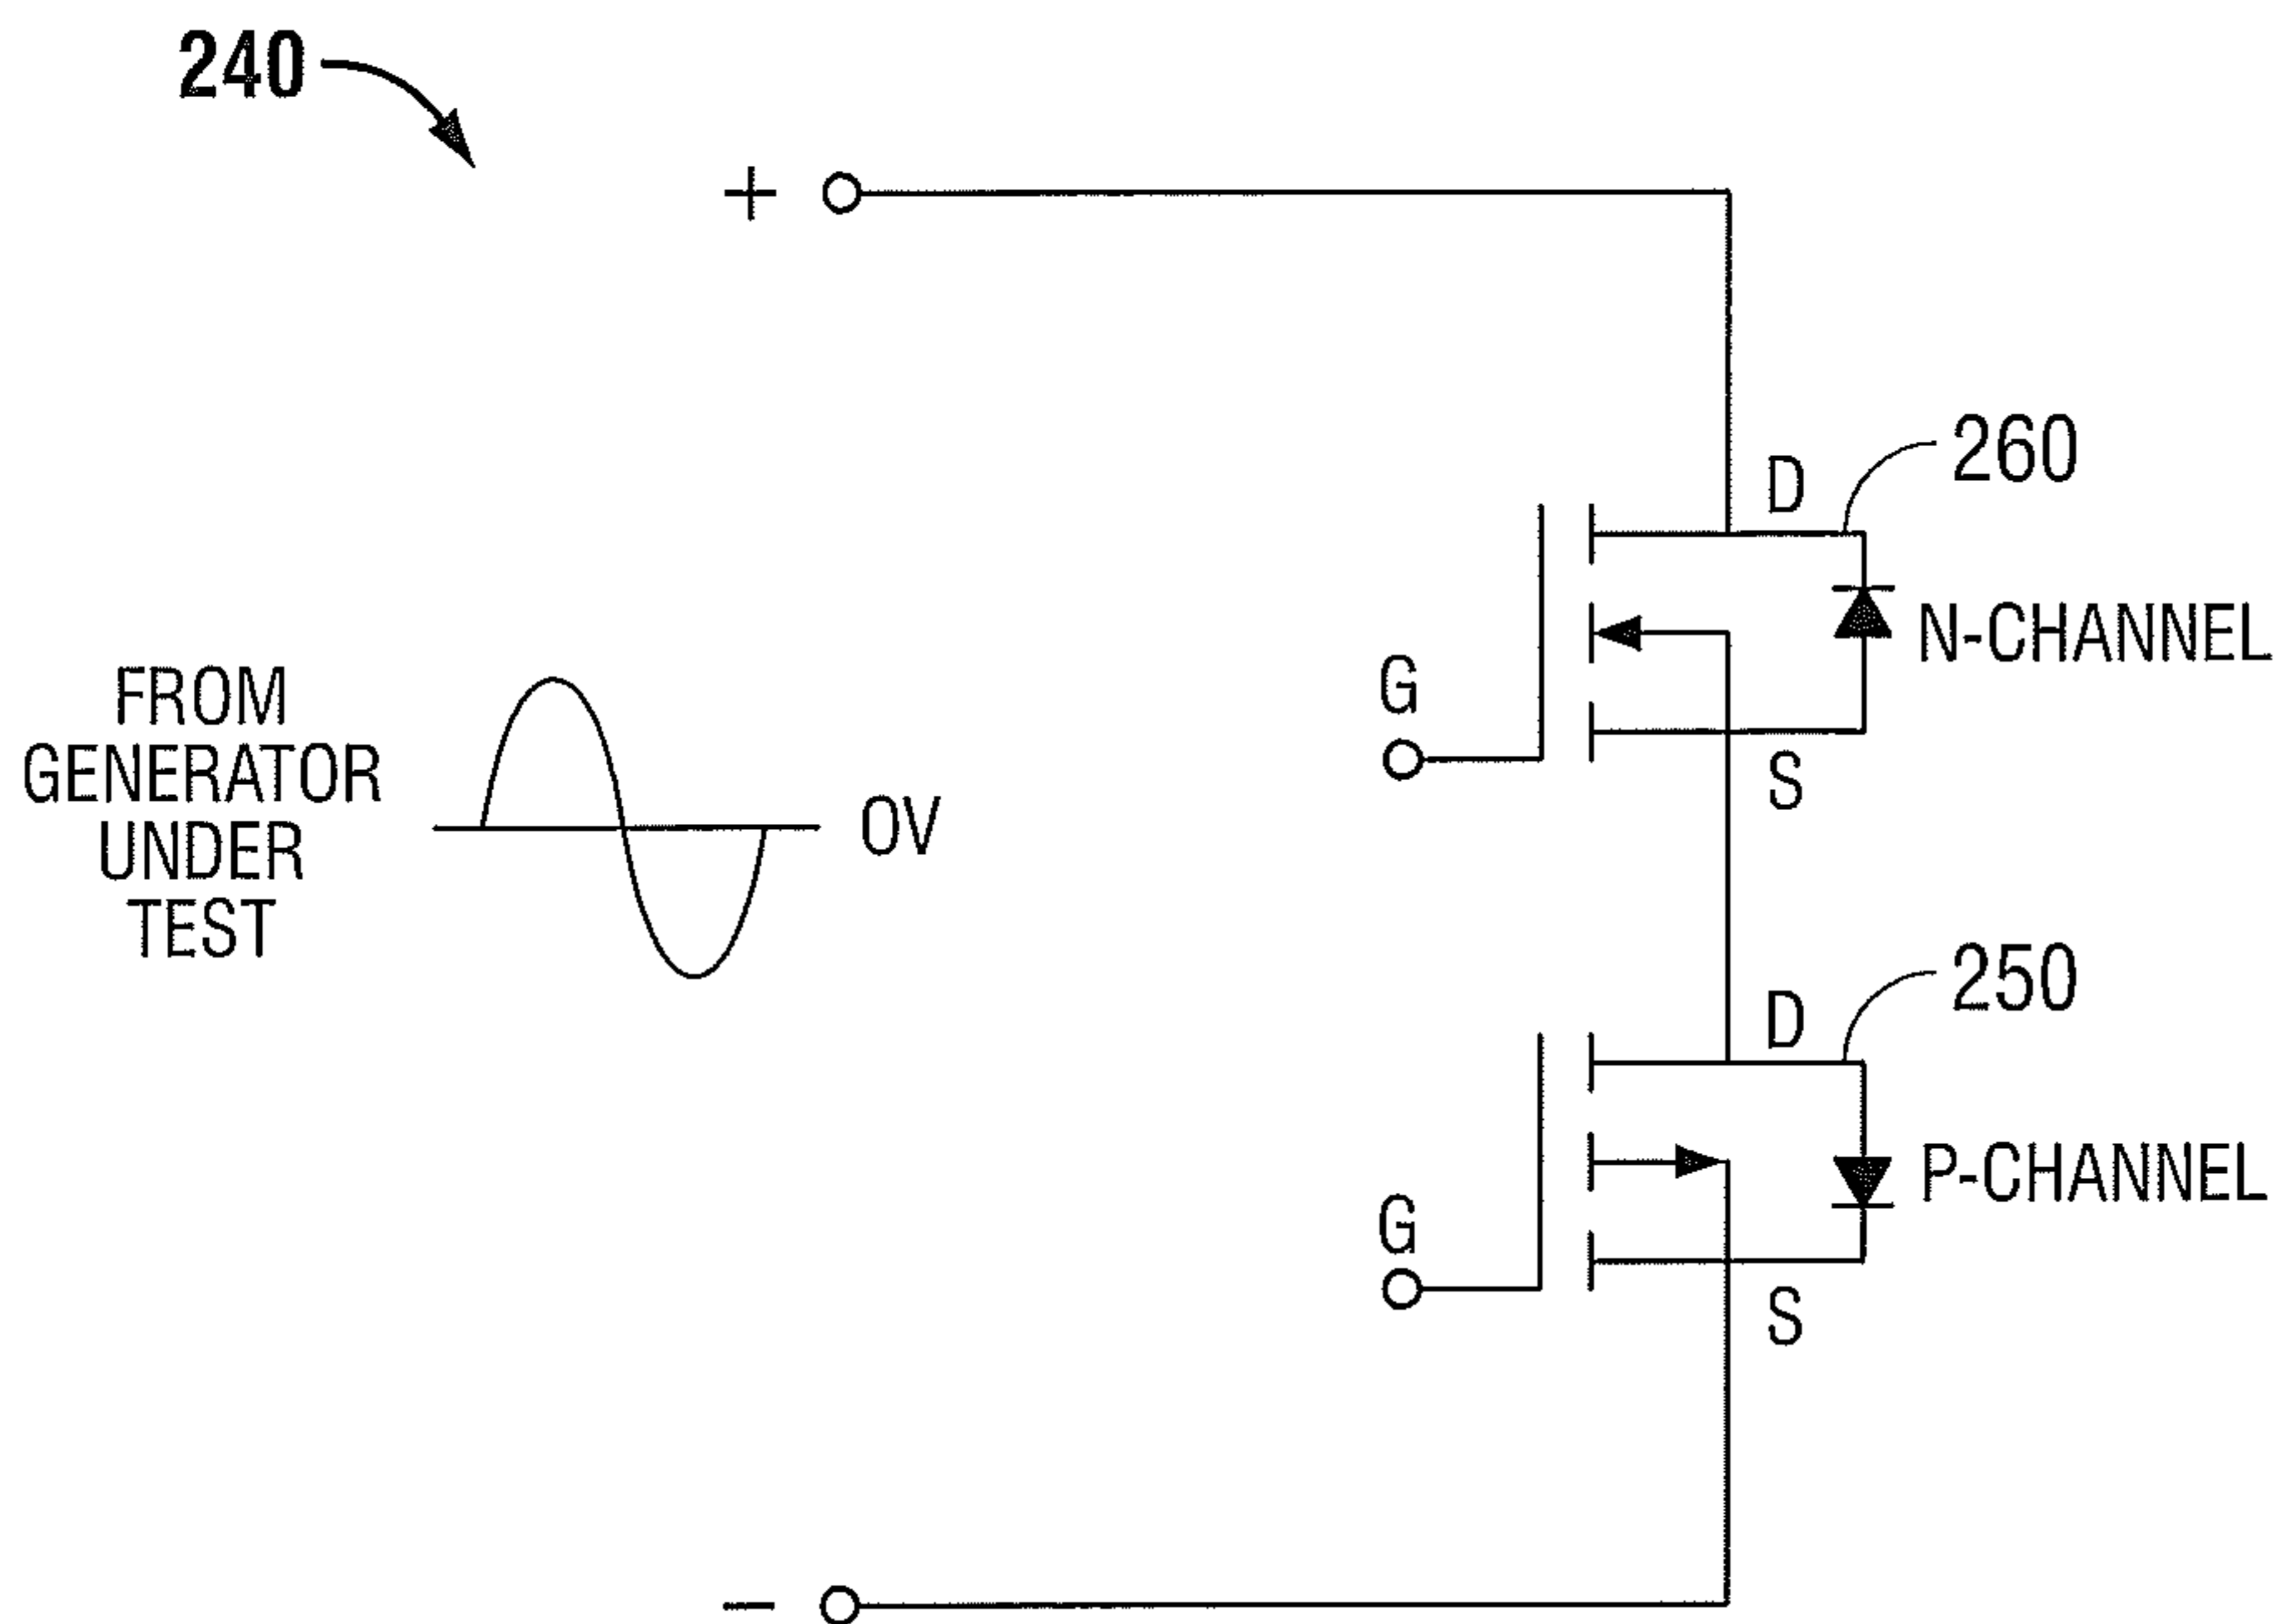 240
+
D
260
N-CHANNEL
G
S
FROM
GENERATOR
UNDER
TEST
0V
D
250
P-CHANNEL
G
S
−